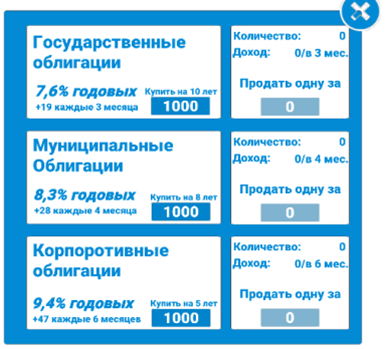 Государственные
облигации
7,6% годовых
Купить на 10 лет
+19 каждые 3 месяца
1000
Количество: 0
Доход: 0/в 3 мес.
Продать одну за
0
Муниципальные
Облигации
8,3% годовых
Купить на 8 лет
+28 каждые 4 месяца
1000
Количество: 0
Доход: 0/в 4 мес.
Продать одну за
0
Корпоротивные
облигации
9,4% годовых
Купить на 5 лет
+47 каждые 6 месяцев
1000
Количество: 0
Доход: 0/в 6 мес.
Продать одну за
0